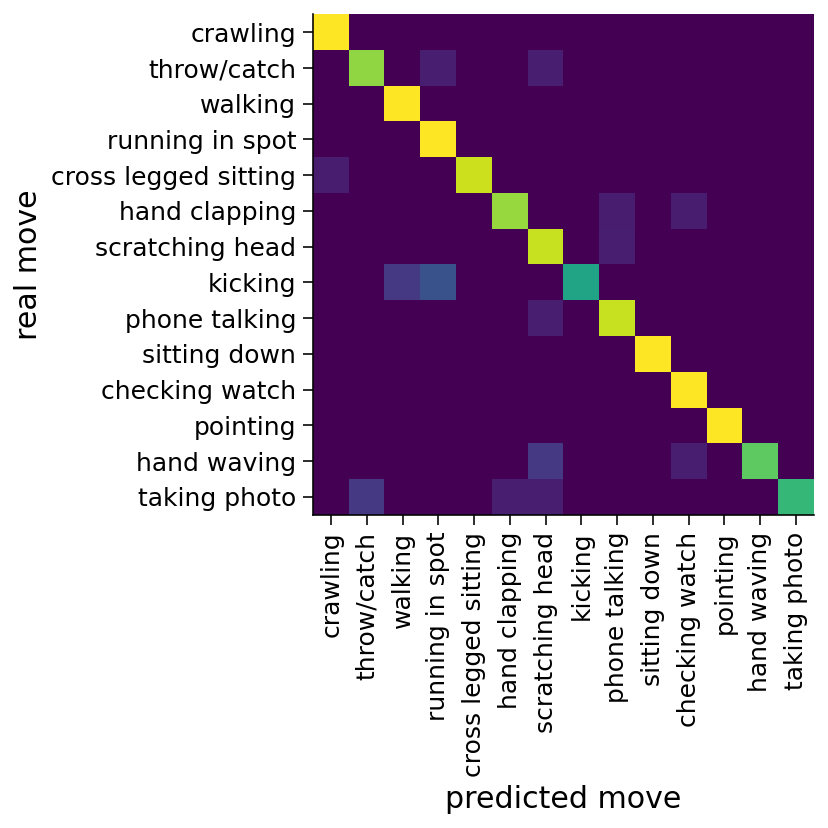 crawling
throw/catch
walking
running in spot
cross legged sitting
hand clapping
scratching head
kicking
phone talking
sitting down
checking watch
pointing
hand waving
taking photo
real move
crawling
throw/catch
walking
running in spot
cross legged sitting
hand clapping
scratching head
kicking
phone talking
sitting down
checking watch
pointing
hand waving
taking photo
predicted move